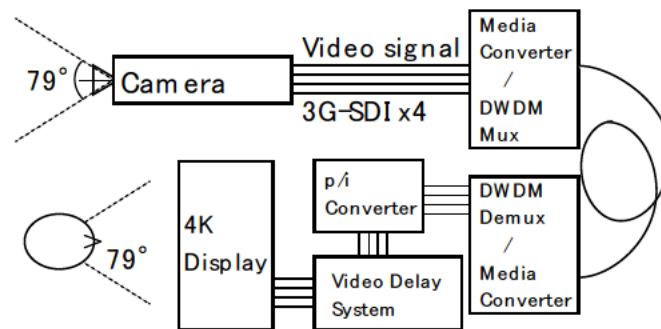 79°
Camera
Video signal
3G-SDI x4
Media
Converter
/
DWDM
Mux
79°
4K
Display
p/i
Converter
Video Delay
System
DWDM
Demux
/
Media
Converter